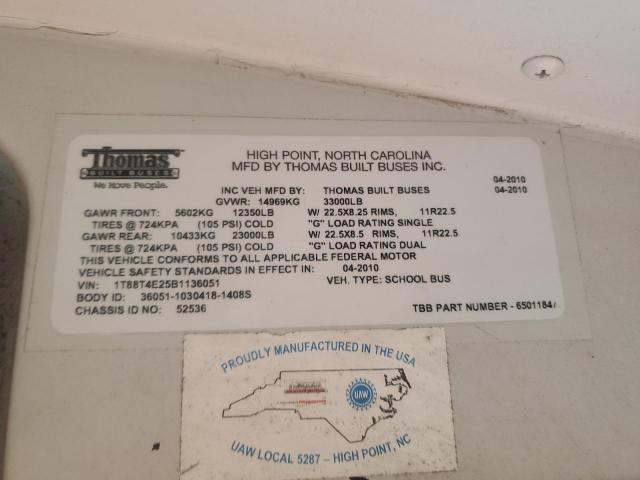 Thomas
BUILT BUSES
We Move People.
HIGH POINT, NORTH CAROLINA
MFD BY THOMAS BUILT BUSES INC.
04-2010
INC VEH MFD BY: THOMAS BUILT BUSES 04-2010
GVWR: 14969KG 33000LB
GAWR FRONT: 5602KG 12350LB W/ 22.5X8.25 RIMS, 11R22.5
TIRES @ 724KPA (105 PSI) COLD "G" LOAD RATING SINGLE
GAWR REAR: 10433KG 23000LB W/ 22.5X8.5 RIMS, 11R22.5
TIRES @ 724KPA (105 PSI) COLD "G" LOAD RATING DUAL
THIS VEHICLE CONFORMS TO ALL APPLICABLE FEDERAL MOTOR
VEHICLE SAFETY STANDARDS IN EFFECT IN: 04-2010
VIN: 1T88T4E25B1136051 VEH. TYPE: SCHOOL BUS
BODY ID: 36051-1030418-1408S
CHASSIS ID NO: 52536 TBB PART NUMBER - 6501184
PROUDLY MANUFACTURED IN THE USA
UAW
UAW LOCAL 5287 – HIGH POINT, NC